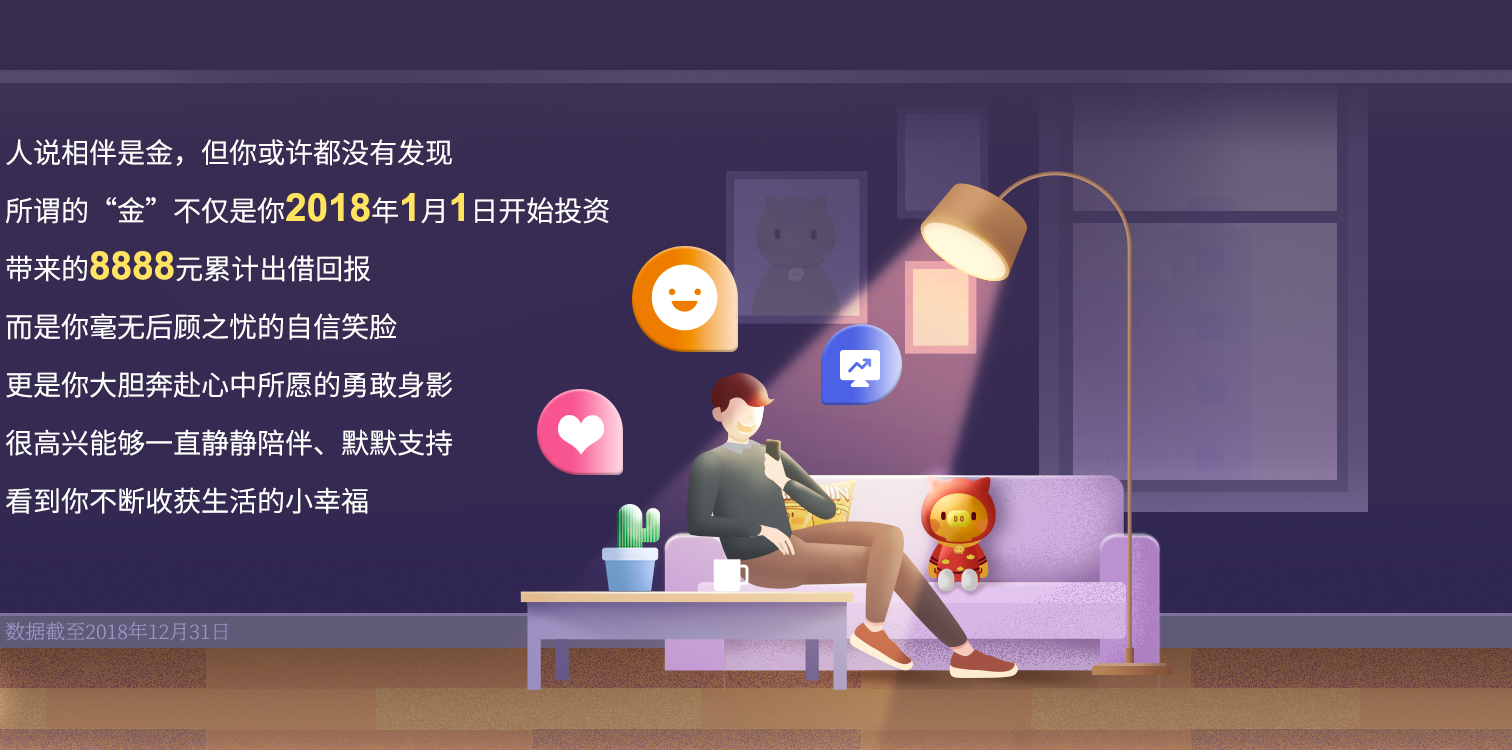 人说相伴是金，但你或许都没有发现
所谓的“金”不仅是你2018年1月1日开始投资
带来的8888元累计出借回报
而是你毫无后顾之忧的自信笑脸
更是你大胆奔赴心中所愿的勇敢身影
很高兴能够一直静静陪伴、默默支持
看到你不断收获生活的小幸福
数据截至2018年12月31日